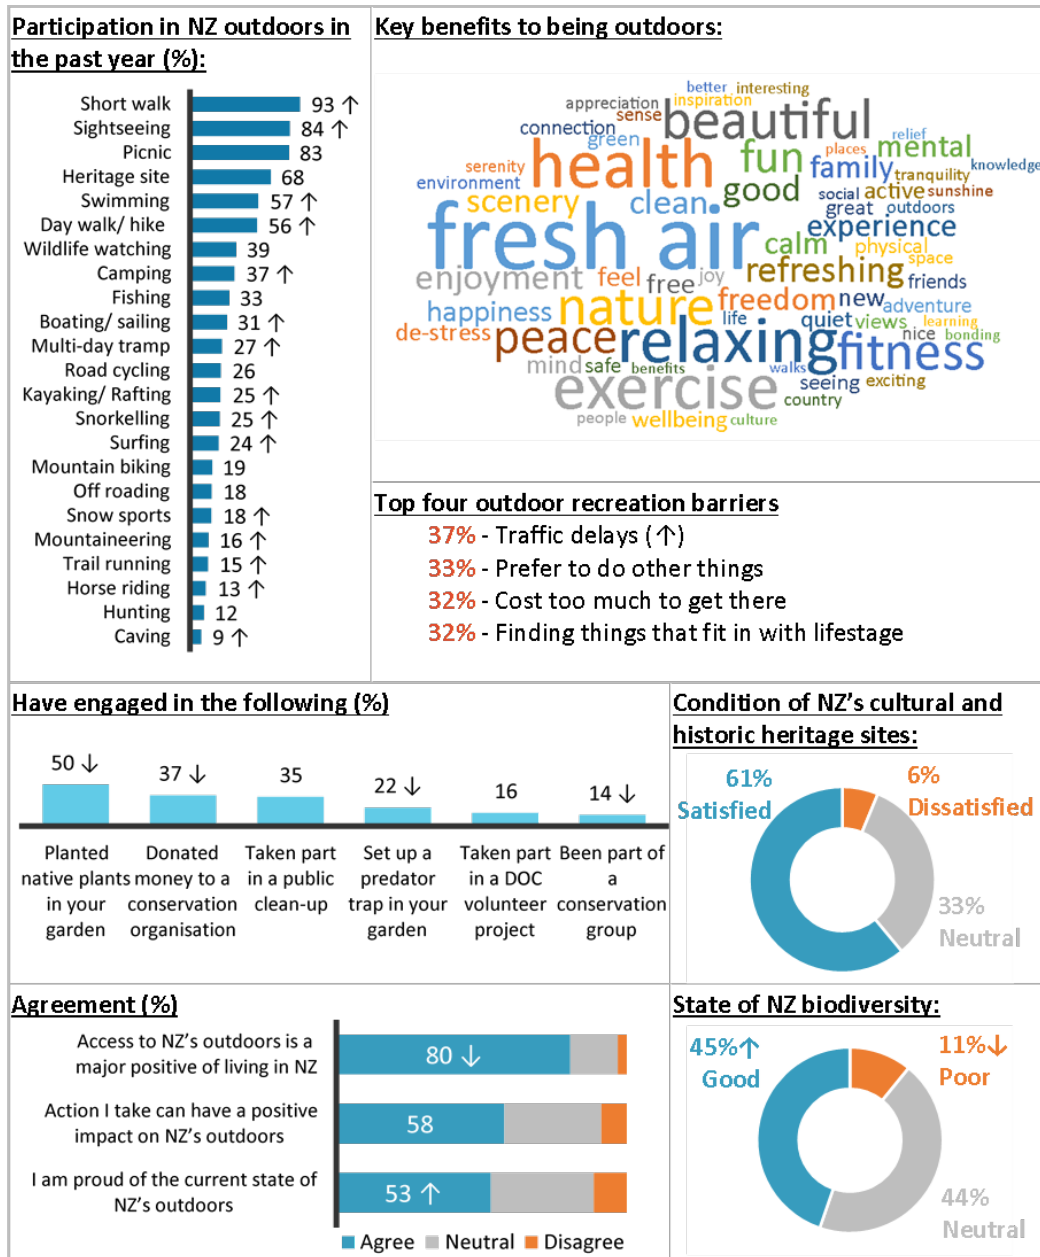 Participation in NZ outdoors in
the past year (%):
Short walk 93 ↑
Sightseeing 84 ↑
Picnic 83
Heritage site 68
Swimming 57 ↑
Day walk/ hike 56 ↑
Wildlife watching 39
Camping 37 ↑
Fishing 33
Boating/ sailing 31 ↑
Multi-day tramp 27 ↑
Road cycling 26
Kayaking/ Rafting 25 ↑
Snorkelling 25 ↑
Surfing 24 ↑
Mountain biking 19
Off roading 18
Snow sports 18 ↑
Mountaineering 16 ↑
Trail running 15 ↑
Horse riding 13 ↑
Hunting 12
Caving 9 ↑
Key benefits to being outdoors:
better interesting
appreciation inspiration
sense beautiful
connection green relief
health fun places mental
serenity family tranquility knowledge
environment good social active sunshine
scenery clean great outdoors
fresh air experience
calm physical
space
enjoyment feel free joy refreshing friends
happiness nature freedom new adventure
life quiet views learning
de-stress peace relaxing nice bonding
fitness
mind safe benefits walks seeing exciting
exercise country
people wellbeing culture
Top four outdoor recreation barriers
37% - Traffic delays (↑)
33% - Prefer to do other things
32% - Cost too much to get there
32% - Finding things that fit in with lifestage
Have engaged in the following (%)
50 ↓
37 ↓
35
22 ↓
16
14 ↓
Planted
native plants
in your
garden
Donated
money to a
conservation
organisation
Taken part
in a public
clean-up
Set up a
predator
trap in your
garden
Taken part
in a DOC
volunteer
project
Been part of
a
conservation
group
Condition of NZ's cultural and
historic heritage sites:
61%
Satisfied
6%
Dissatisfied
33%
Neutral
Agreement (%)
Access to NZ's outdoors is a
major positive of living in NZ
80 ↓
Action I take can have a positive
impact on NZ's outdoors
58
I am proud of the current state of
NZ's outdoors
53 ↑
Agree Neutral Disagree
State of NZ biodiversity:
45%↑
Good
11%↓
Poor
44%
Neutral